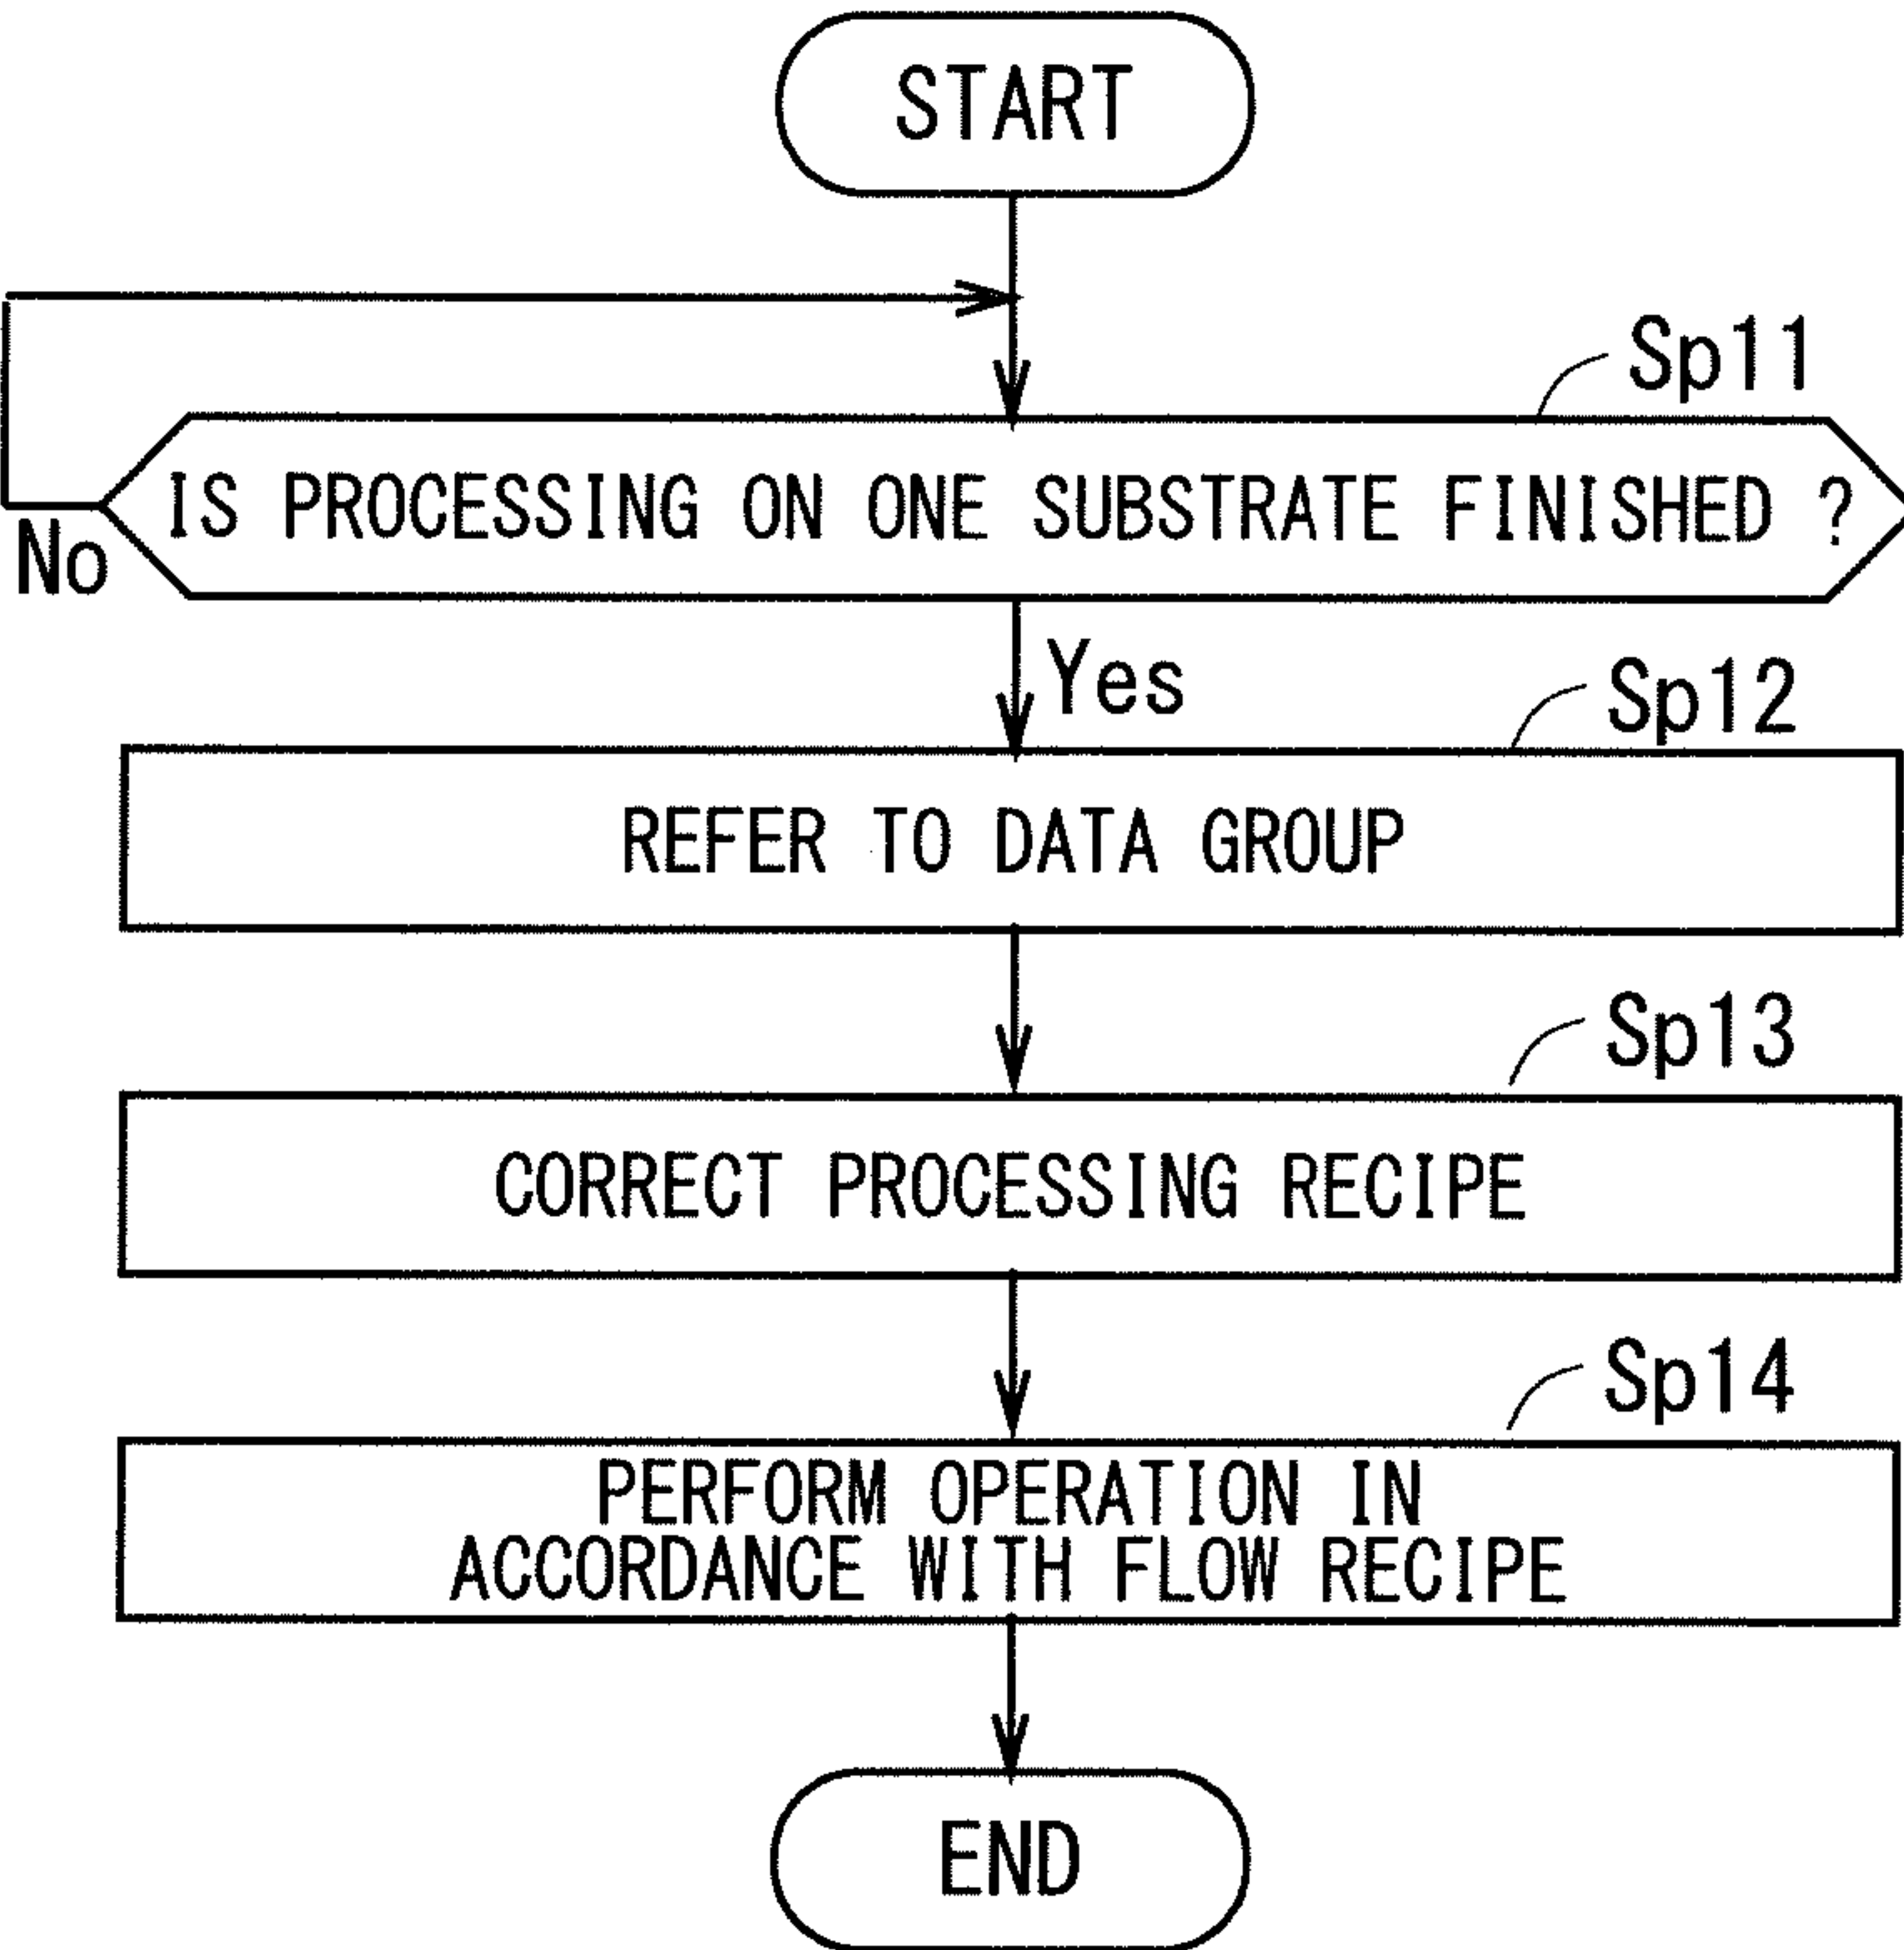 START
Sp11
IS PROCESSING ON ONE SUBSTRATE FINISHED ?
No
Yes
Sp12
REFER TO DATA GROUP
Sp13
CORRECT PROCESSING RECIPE
Sp14
PERFORM OPERATION IN
ACCORDANCE WITH FLOW RECIPE
END